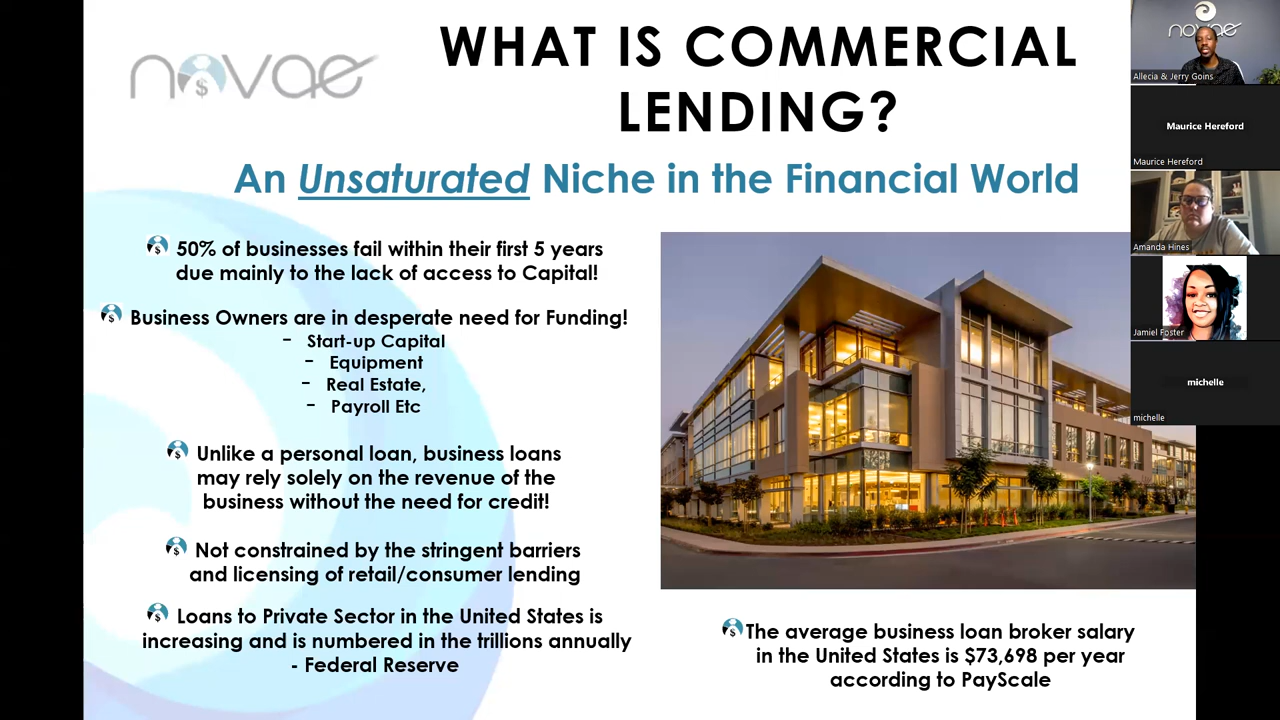 novae
$
WHAT IS COMMERCIAL
LENDING?
An Unsaturated Niche in the Financial World
50% of businesses fail within their first 5 years
due mainly to the lack of access to Capital!
Business Owners are in desperate need for Funding!
- Start-up Capital
- Equipment
- Real Estate,
- Payroll Etc
Unlike a personal loan, business loans
may rely solely on the revenue of the
business without the need for credit!
Not constrained by the stringent barriers
and licensing of retail/consumer lending
Loans to Private Sector in the United States is
increasing and is numbered in the trillions annually
- Federal Reserve
The average business loan broker salary
in the United States is $73,698 per year
according to PayScale
novae
Allecia & Jerry Goins
Maurice Hereford
Maurice Hereford
Amanda Hines
Jamiel Foster
michelle
michelle